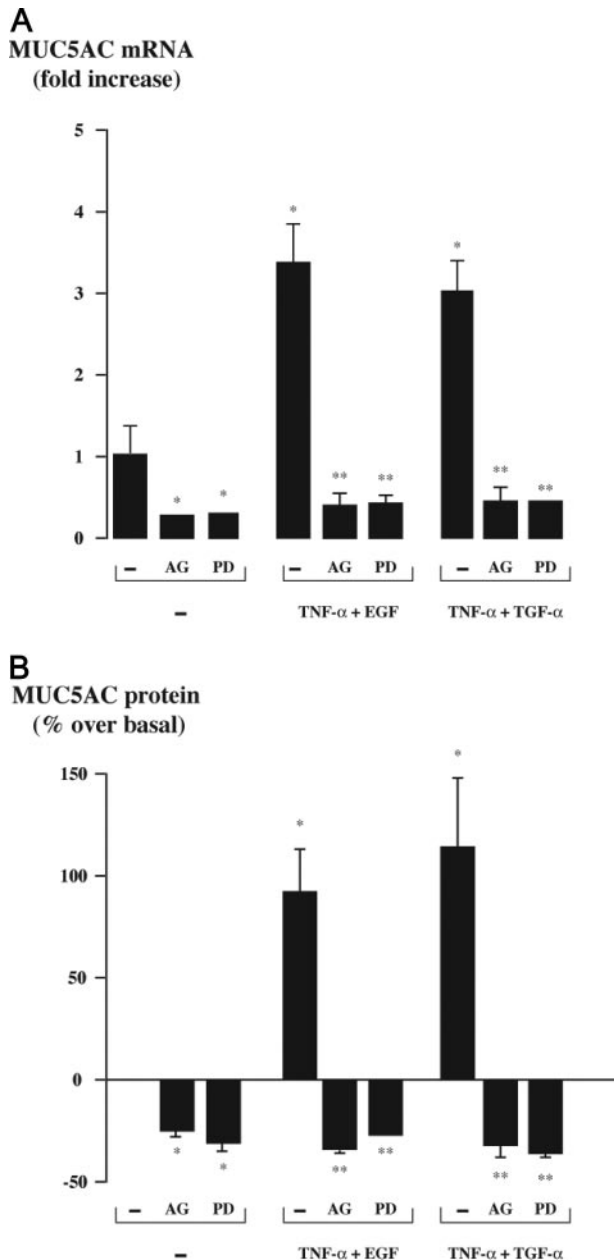 A
MUC5AC mRNA
(fold increase)
5
*
4
*
3
2
1
* * ** ** ** **
0
– AG PD – AG PD – AG PD
– TNF-α + EGF TNF-α + TGF-α
B
MUC5AC protein
(% over basal)
*
150
*
100
50
0
* * ** ** ** **
-50
– AG PD – AG PD – AG PD
– TNF-α + EGF TNF-α + TGF-α